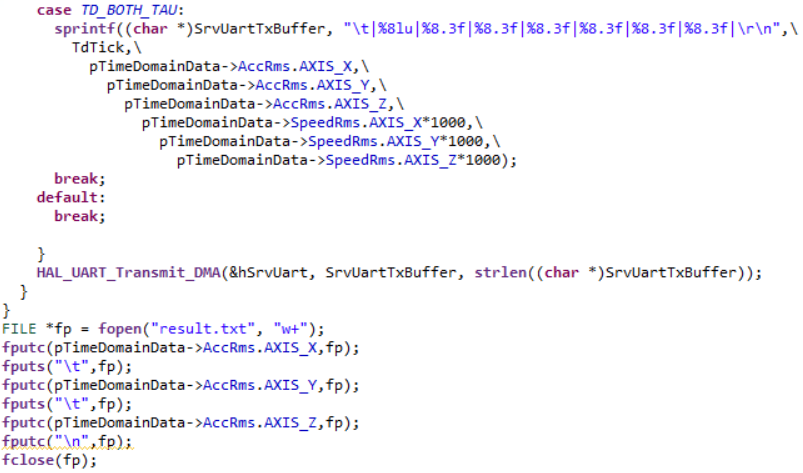 case TD_BOTH_TAU:
sprintf((char *)SrvUartTxBuffer, "\t|%8lu|%8.3f|%8.3f|%8.3f|%8.3f|%8.3f|%8.3f|\r\n",\
TdTick,\
pTimeDomainData->AccRms.AXIS_X,\
pTimeDomainData->AccRms.AXIS_Y,\
pTimeDomainData->AccRms.AXIS_Z,\
pTimeDomainData->SpeedRms.AXIS_X*1000,\
pTimeDomainData->SpeedRms.AXIS_Y*1000,\
pTimeDomainData->SpeedRms.AXIS_Z*1000);
break;
default:
break;
}
HAL_UART_Transmit_DMA(&hSrvUart, SrvUartTxBuffer, strlen((char *)SrvUartTxBuffer));
}
}
FILE *fp = fopen("result.txt", "w+");
fputc(pTimeDomainData->AccRms.AXIS_X,fp);
fputs("\t",fp);
fputc(pTimeDomainData->AccRms.AXIS_Y,fp);
fputs("\t",fp);
fputc(pTimeDomainData->AccRms.AXIS_Z,fp);
fputc("\n",fp);
fclose(fp);